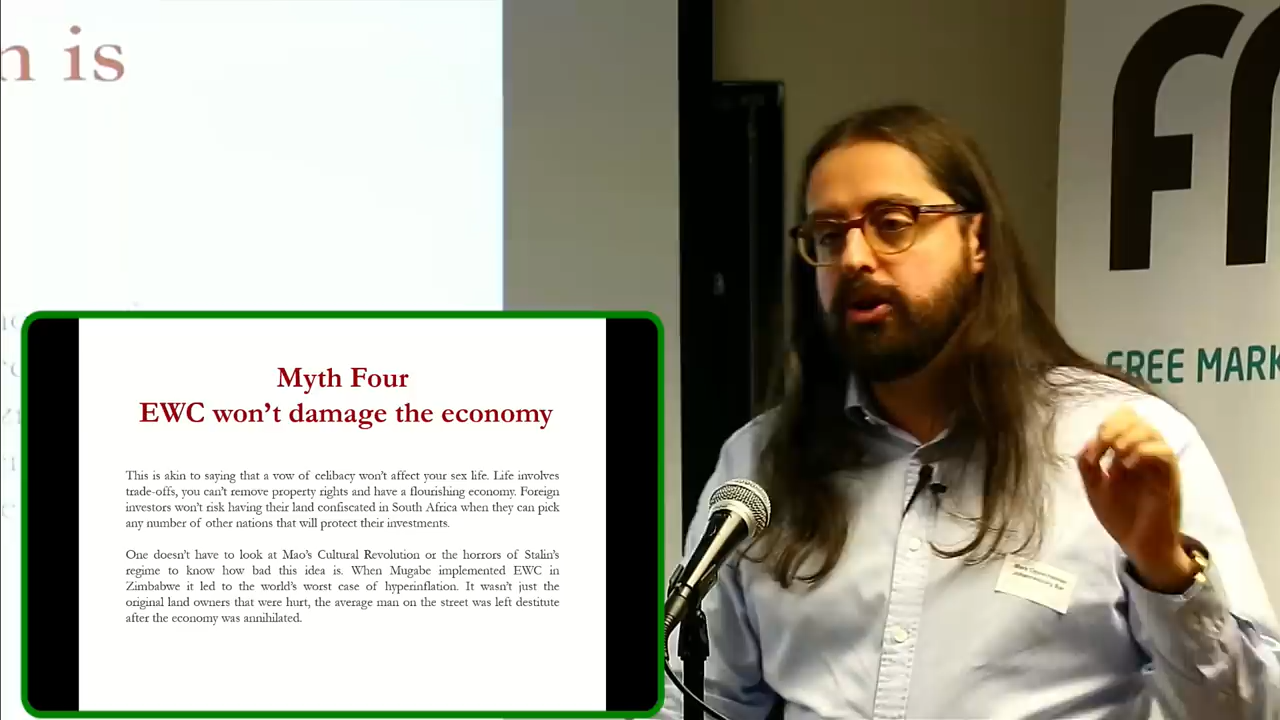 n is
FREE MARK
Myth Four
EWC won't damage the economy
This is akin to saying that a vow of celibacy won't affect your sex life. Life involves
trade-offs, you can't remove property rights and have a flourishing economy. Foreign
investors won't risk having their land confiscated in South Africa when they can pick
any number of other nations that will protect their investments.
One doesn't have to look at Mao's Cultural Revolution or the horrors of Stalin's
regime to know how bad this idea is. When Mugabe implemented EWC in
Zimbabwe it led to the world's worst case of hyperinflation. It wasn't just the
original land owners that were hurt, the average man on the street was left destitute
after the economy was annihilated.